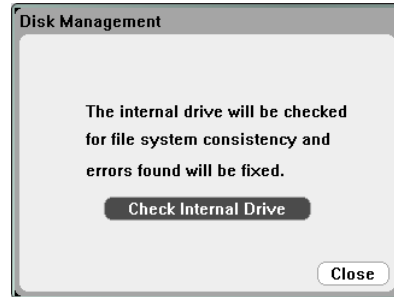 Disk Management
The internal drive will be checked
for file system consistency and
errors found will be fixed.
Check Internal Drive
Close